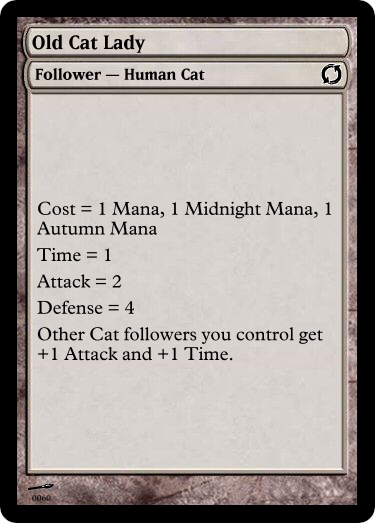 Old Cat Lady
Follower — Human Cat
Cost = 1 Mana, 1 Midnight Mana, 1
Autumn Mana
Time = 1
Attack = 2
Defense = 4
Other Cat followers you control get
+1 Attack and +1 Time.
0060